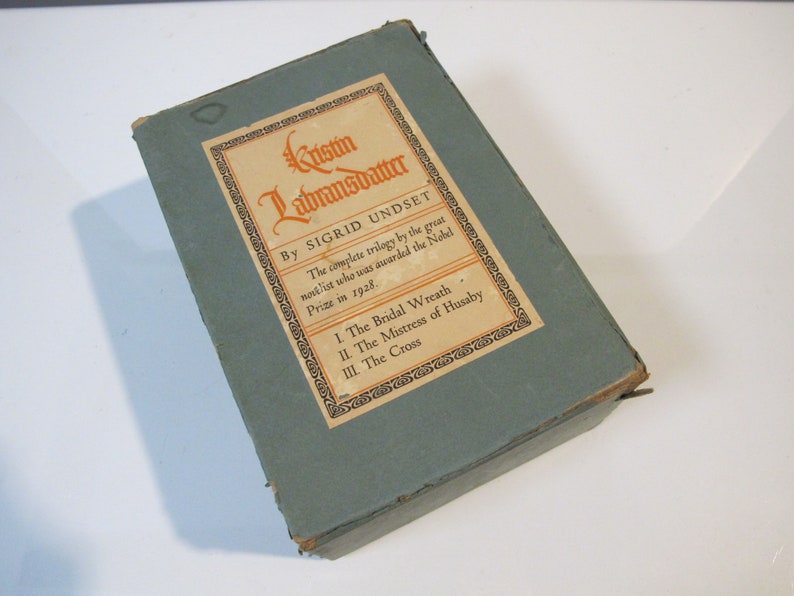 Kristin
Labransdatter
By SIGRID UNDSET
The complete trilogy by the great
novelist who was awarded the Nobel
Prize in 1928.
I. The Bridal Wreath
II. The Mistress of Husaby
III. The Cross